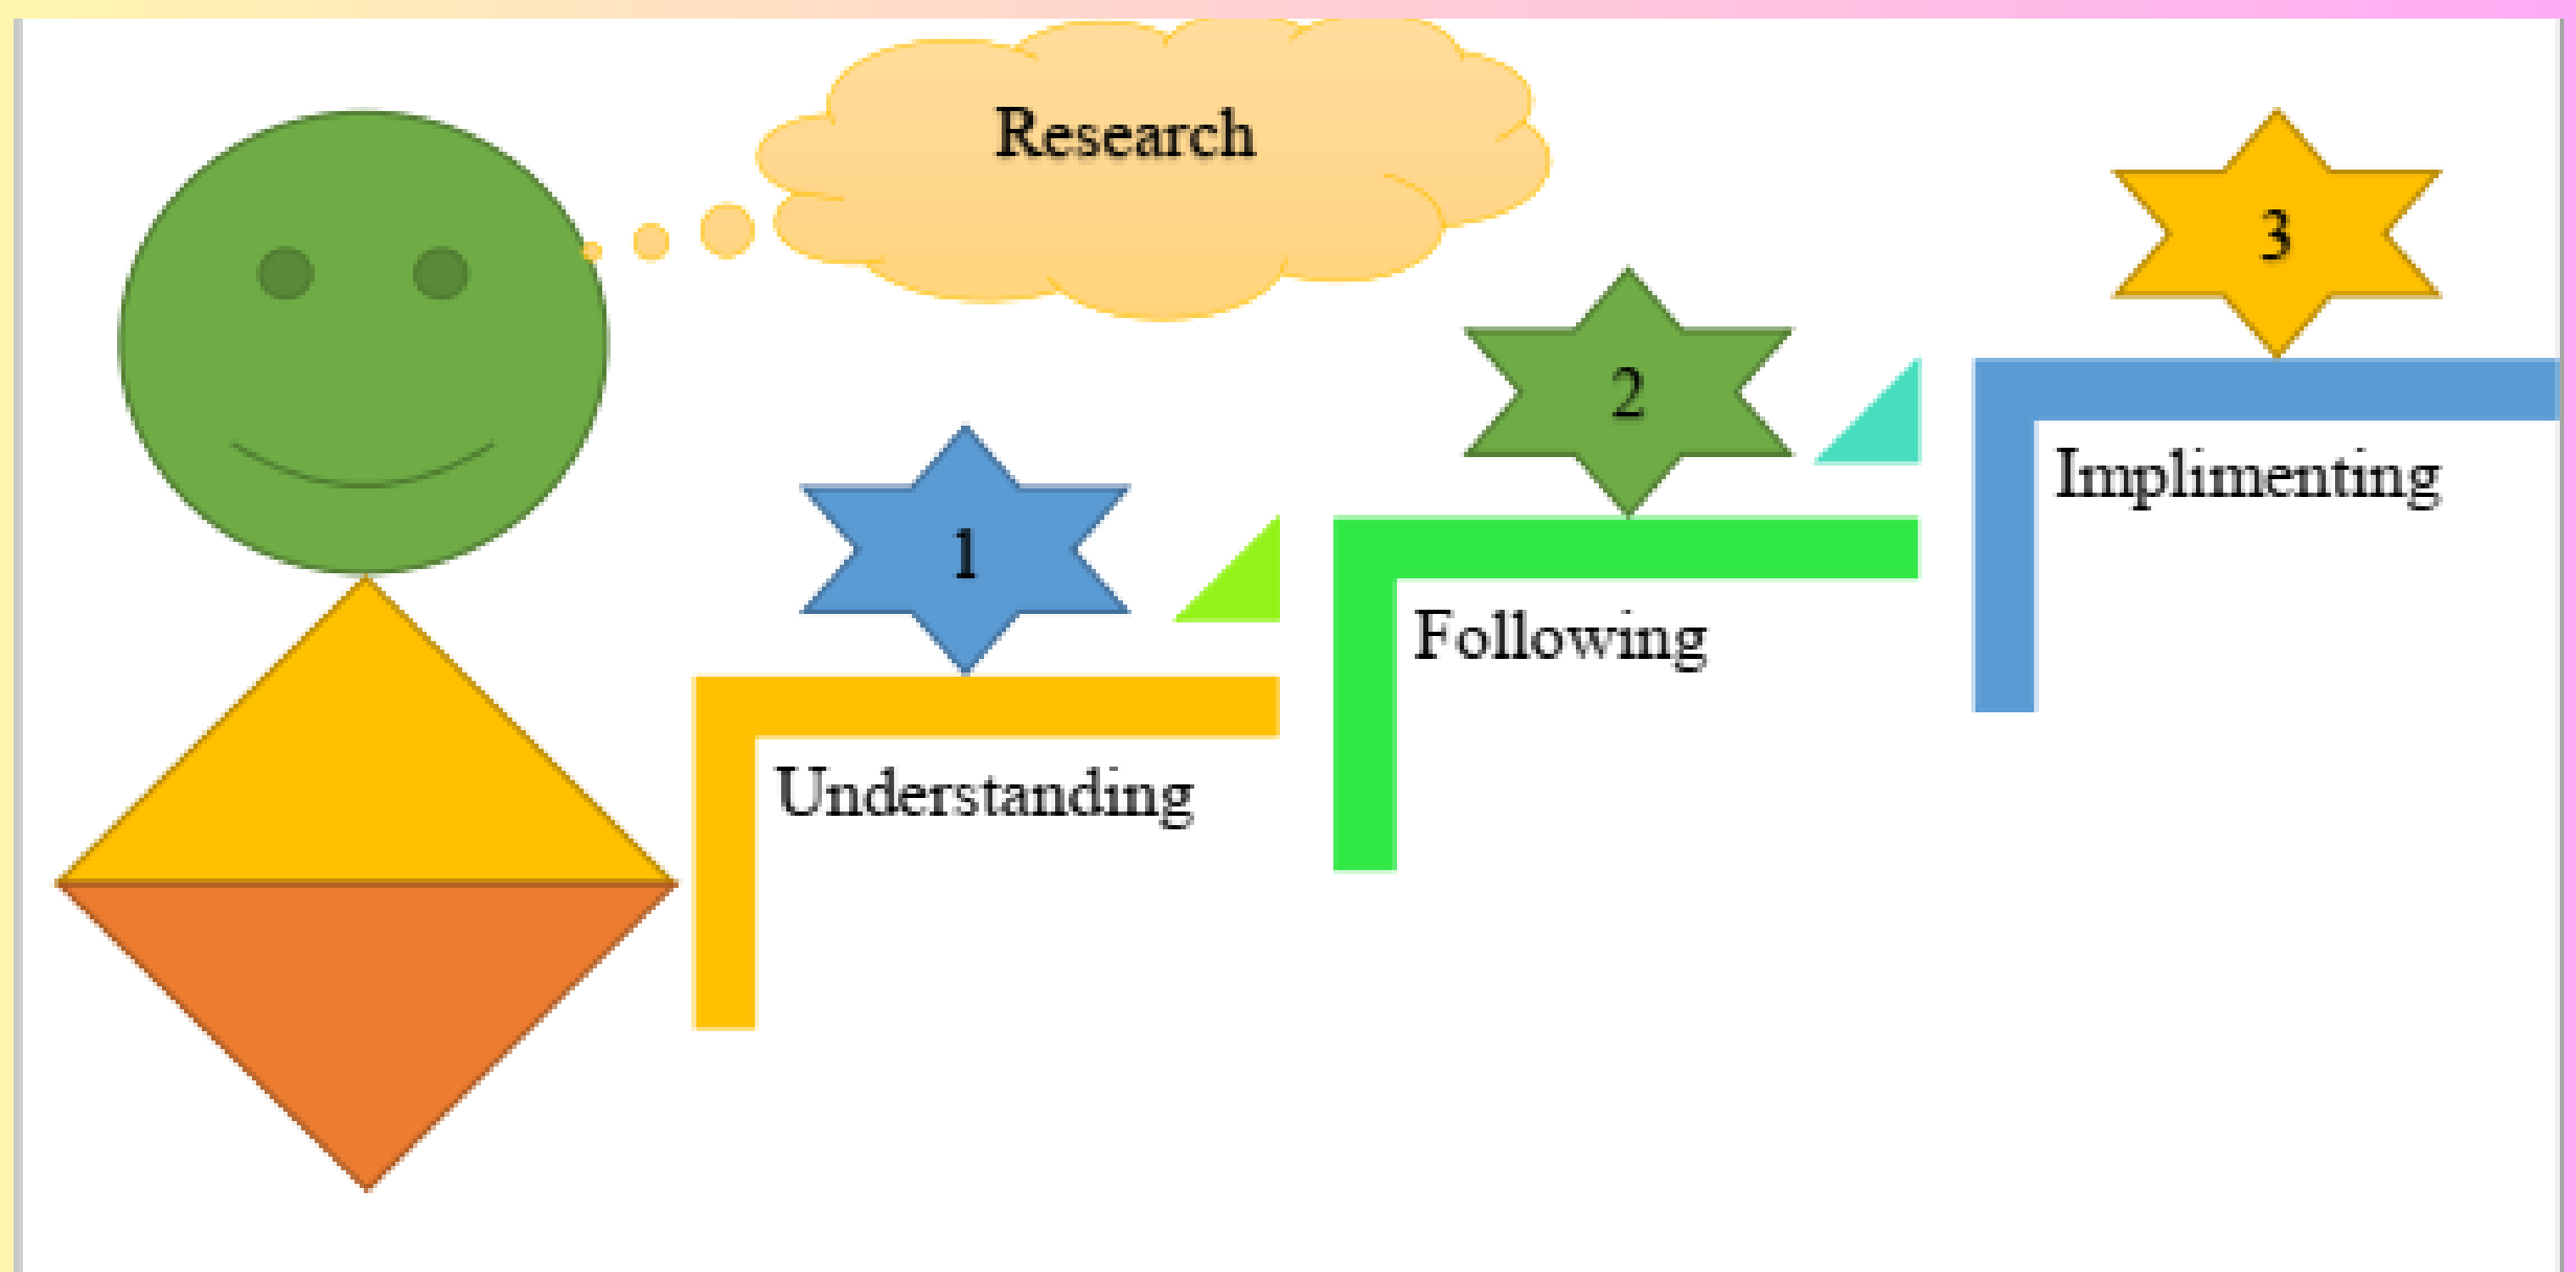 Research
1
Understanding
2
Following
3
Implimenting